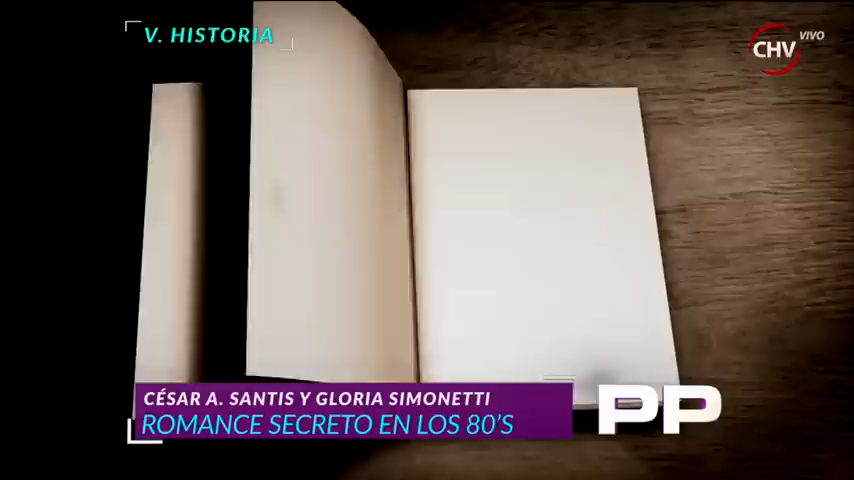 V. HISTORIA
CHV VIVO
CÉSAR A. SANTIS Y GLORIA SIMONETTI
ROMANCE SECRETO EN LOS 80'S
PP